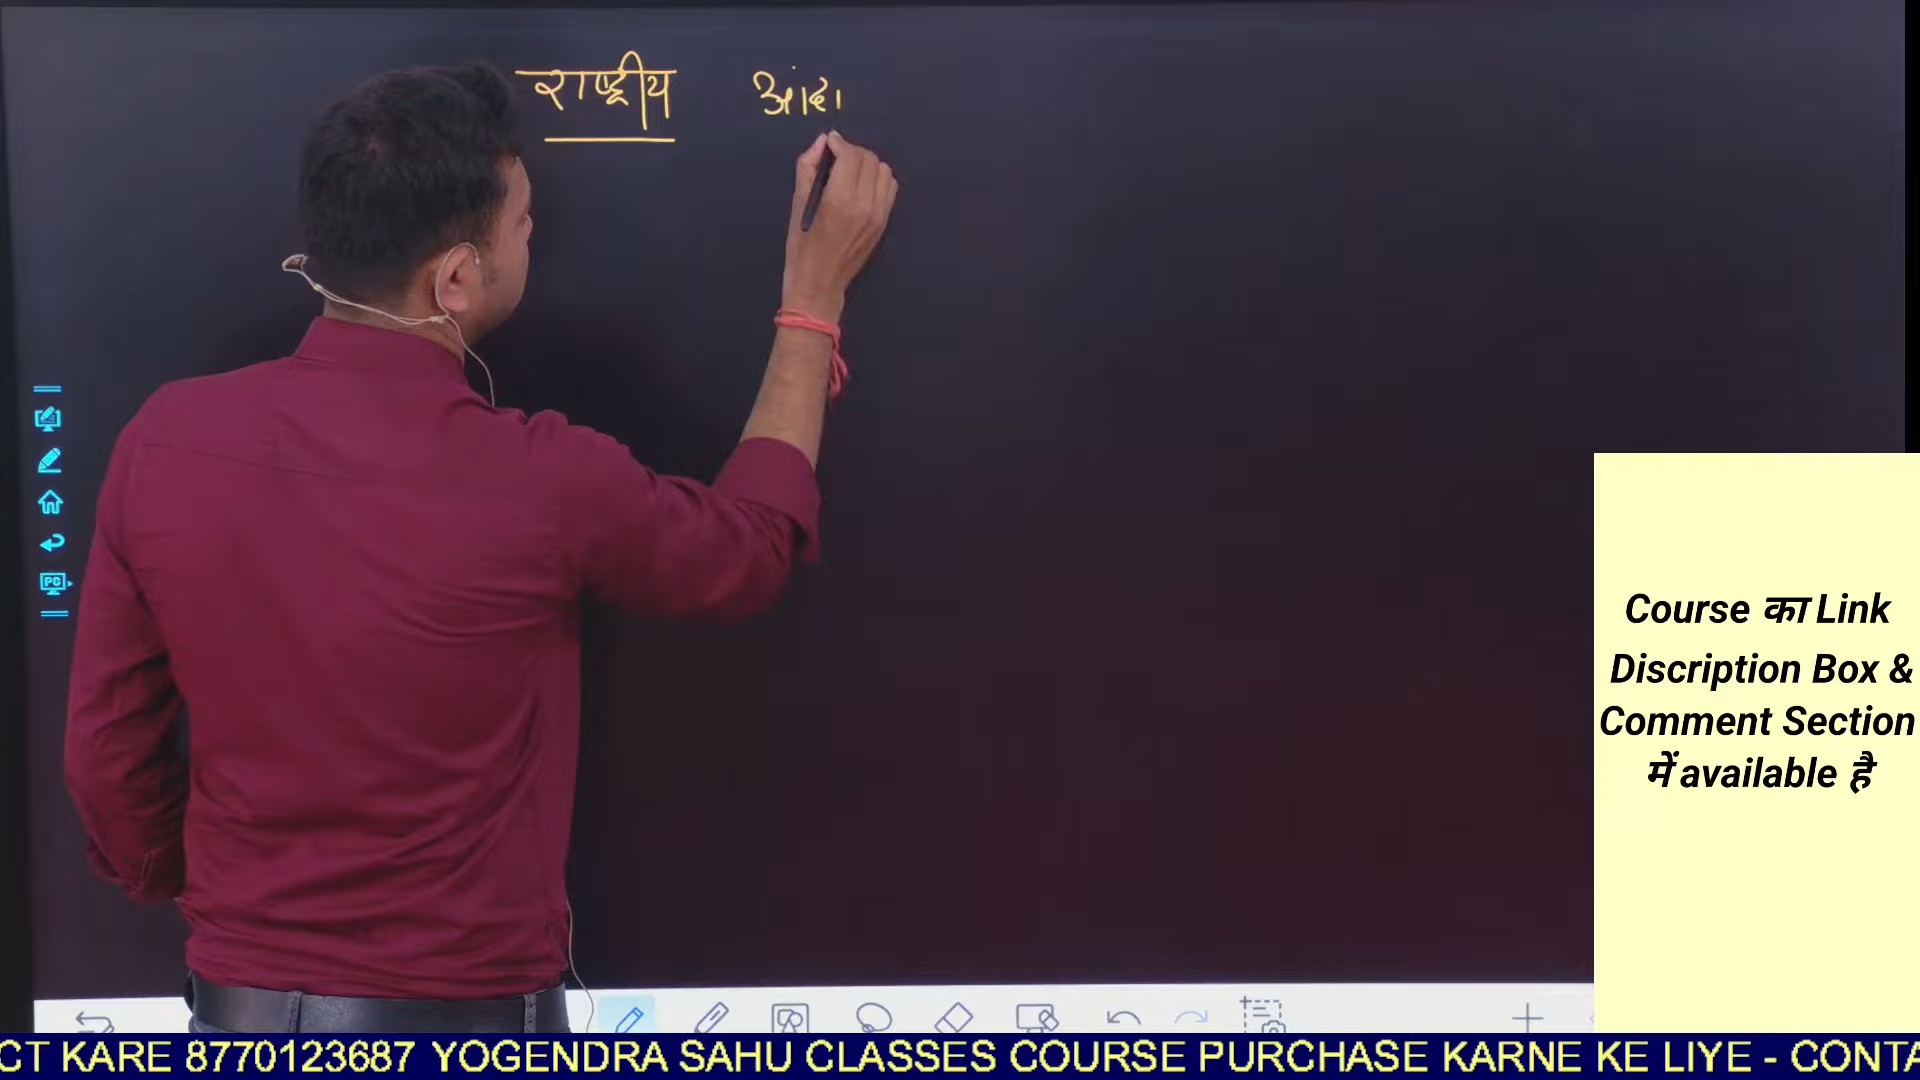 राष्ट्रीय आंदा
Course का Link
Discription Box &
Comment Section
में available है
CT KARE 8770123687 YOGENDRA SAHU CLASSES COURSE PURCHASE KARNE KE LIYE - CONTA
PC